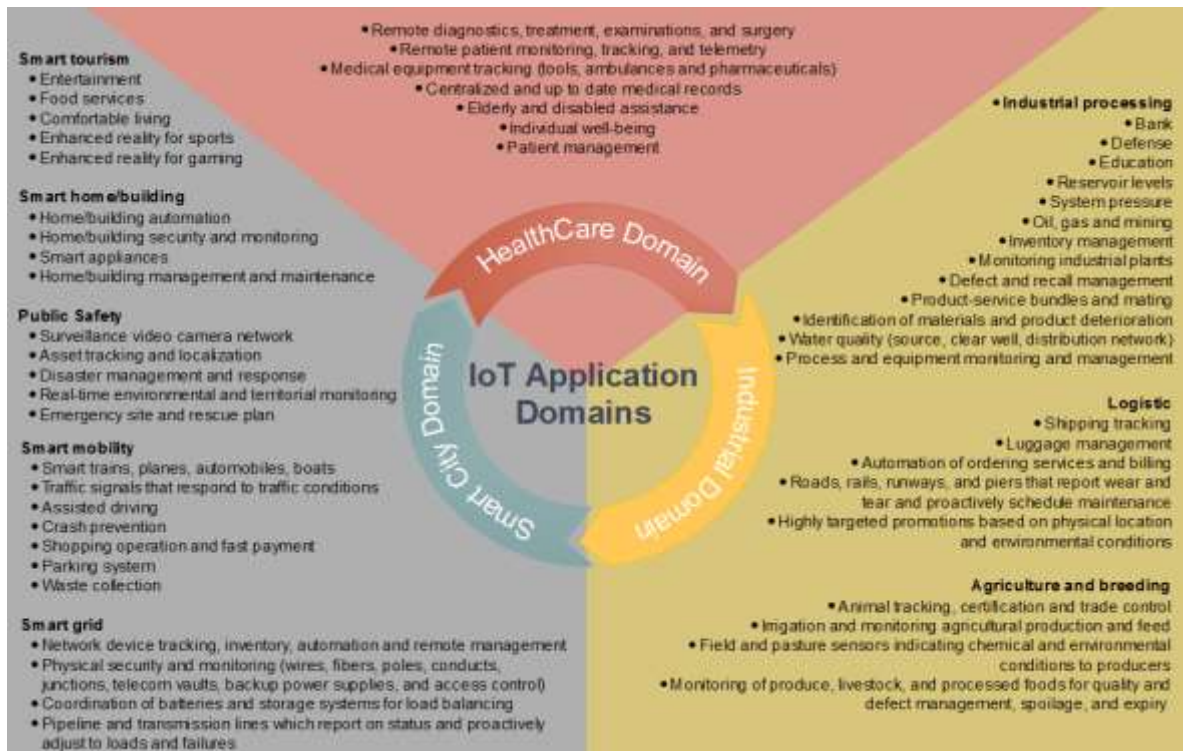 • Remote diagnostics, treatment, examinations, and surgery
• Remote patient monitoring, tracking, and telemetry
• Medical equipment tracking (tools, ambulances and pharmaceuticals)
• Centralized and up to date medical records
• Elderly and disabled assistance
• Individual well-being
• Patient management
Smart tourism
• Entertainment
• Food services
• Comfortable living
• Enhanced reality for sports
• Enhanced reality for gaming
Smart home/building
• Home/building automation
• Home/building security and monitoring
• Smart appliances
• Home/building management and maintenance
Public Safety
• Surveillance video camera network
• Asset tracking and localization
• Disaster management and response
• Real-time environmental and territorial monitoring
• Emergency site and rescue plan
Smart mobility
• Smart trains, planes, automobiles, boats
• Traffic signals that respond to traffic conditions
• Assisted driving
• Crash prevention
• Shopping operation and fast payment
• Parking system
• Waste collection
Smart grid
• Network device tracking, inventory, automation and remote management
• Physical security and monitoring (wires, fibers, poles, conducts,
junctions, telecom vaults, backup power supplies, and access control)
• Coordination of batteries and storage systems for load balancing
• Pipeline and transmission lines which report on status and proactively
adjust to loads and failures
HealthCare Domain
Smart City Domain
Industrial Domain
IoT Application
Domains
• Industrial processing
• Bank
• Defense
• Education
• Reservoir levels
• System pressure
• Oil, gas and mining
• Inventory management
• Monitoring industrial plants
• Defect and recall management
• Product-service bundles and mating
• Identification of materials and product deterioration
• Water quality (source, clear well, distribution network)
• Process and equipment monitoring and management
Logistic
• Shipping tracking
• Luggage management
• Automation of ordering services and billing
• Roads, rails, runways, and piers that report wear and
tear and proactively schedule maintenance
• Highly targeted promotions based on physical location
and environmental conditions
Agriculture and breeding
• Animal tracking, certification and trade control
• Irrigation and monitoring agricultural production and feed
• Field and pasture sensors indicating chemical and environmental
conditions to producers
• Monitoring of produce, livestock, and processed foods for quality and
defect management, spoilage, and expiry